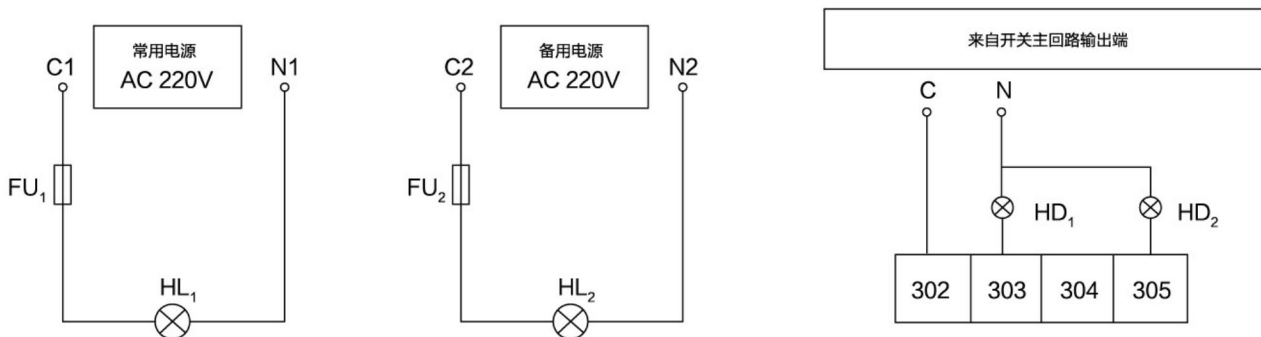 常用电源
AC 220V
C1
N1
FU₁
HL₁
备用电源
AC 220V
C2
N2
FU₂
HL₂
来自开关主回路输出端
C
N
HD₁
HD₂
302 303 304 305